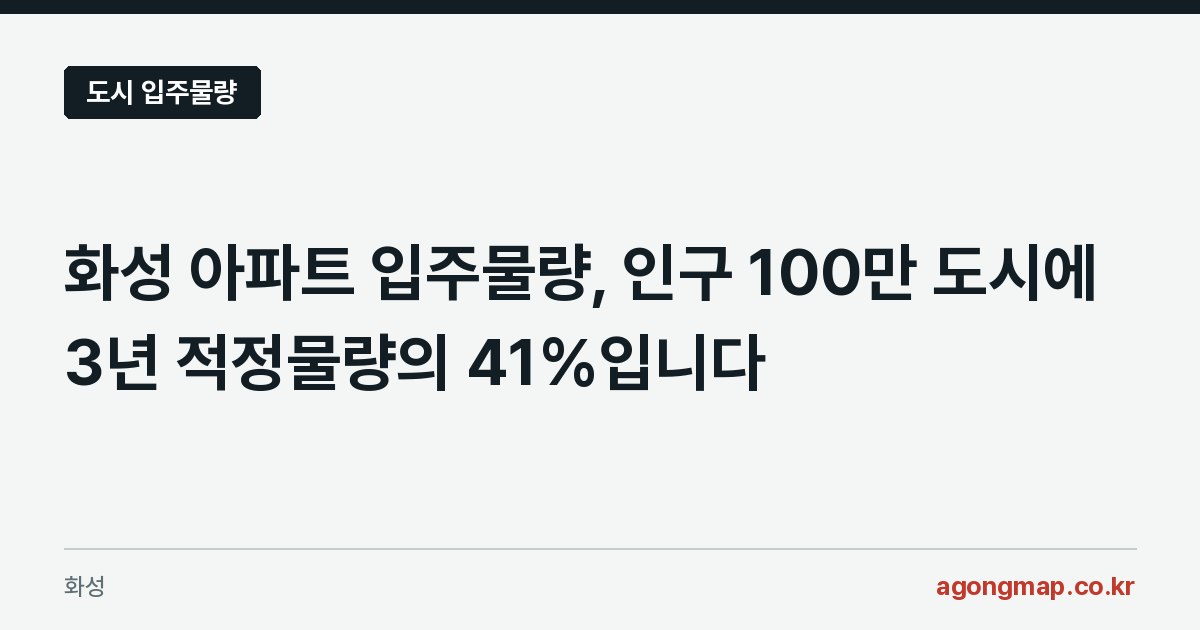 도시 입주물량
화성 아파트 입주물량, 인구 100만 도시에
3년 적정물량의 41%입니다
화성
agongmap.co.kr